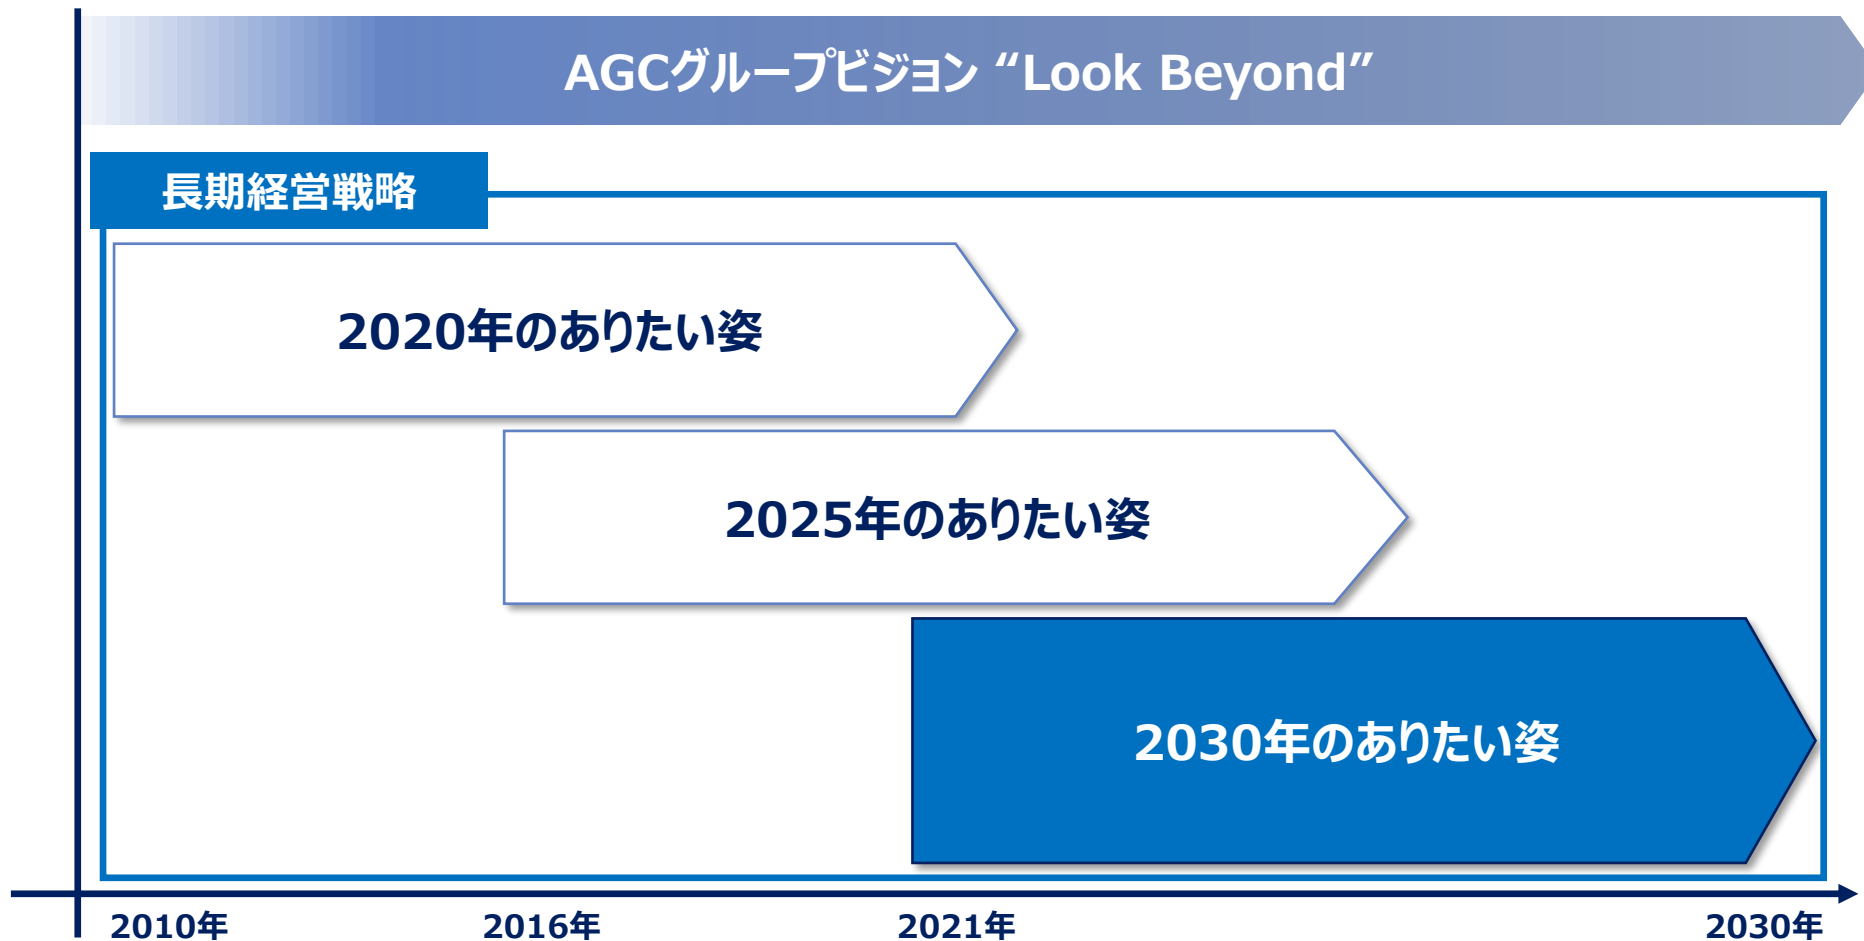 AGCグループビジョン “Look Beyond”
長期経営戦略
2020年のありたい姿
2025年のありたい姿
2030年のありたい姿
2010年
2016年
2021年
2030年